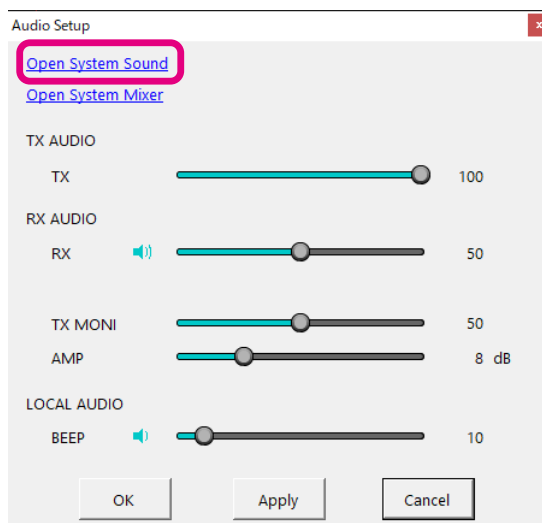 Audio Setup x
Open System Sound
Open System Mixer
TX AUDIO
TX 100
RX AUDIO
RX 50
TX MONI 50
AMP 8 dB
LOCAL AUDIO
BEEP 10
OK Apply Cancel